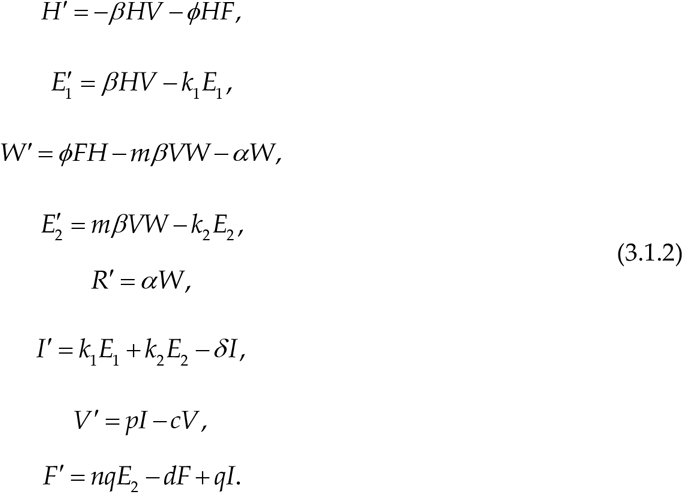 H′ = −βHV − ϕHF,
E₁′ = βHV − k₁E₁,
W′ = ϕFH − mβVW − αW,
E₂′ = mβVW − k₂E₂,
(3.1.2)
R′ = αW,
I′ = k₁E₁ + k₂E₂ − δI,
V′ = pI − cV,
F′ = nqE₂ − dF + qI.